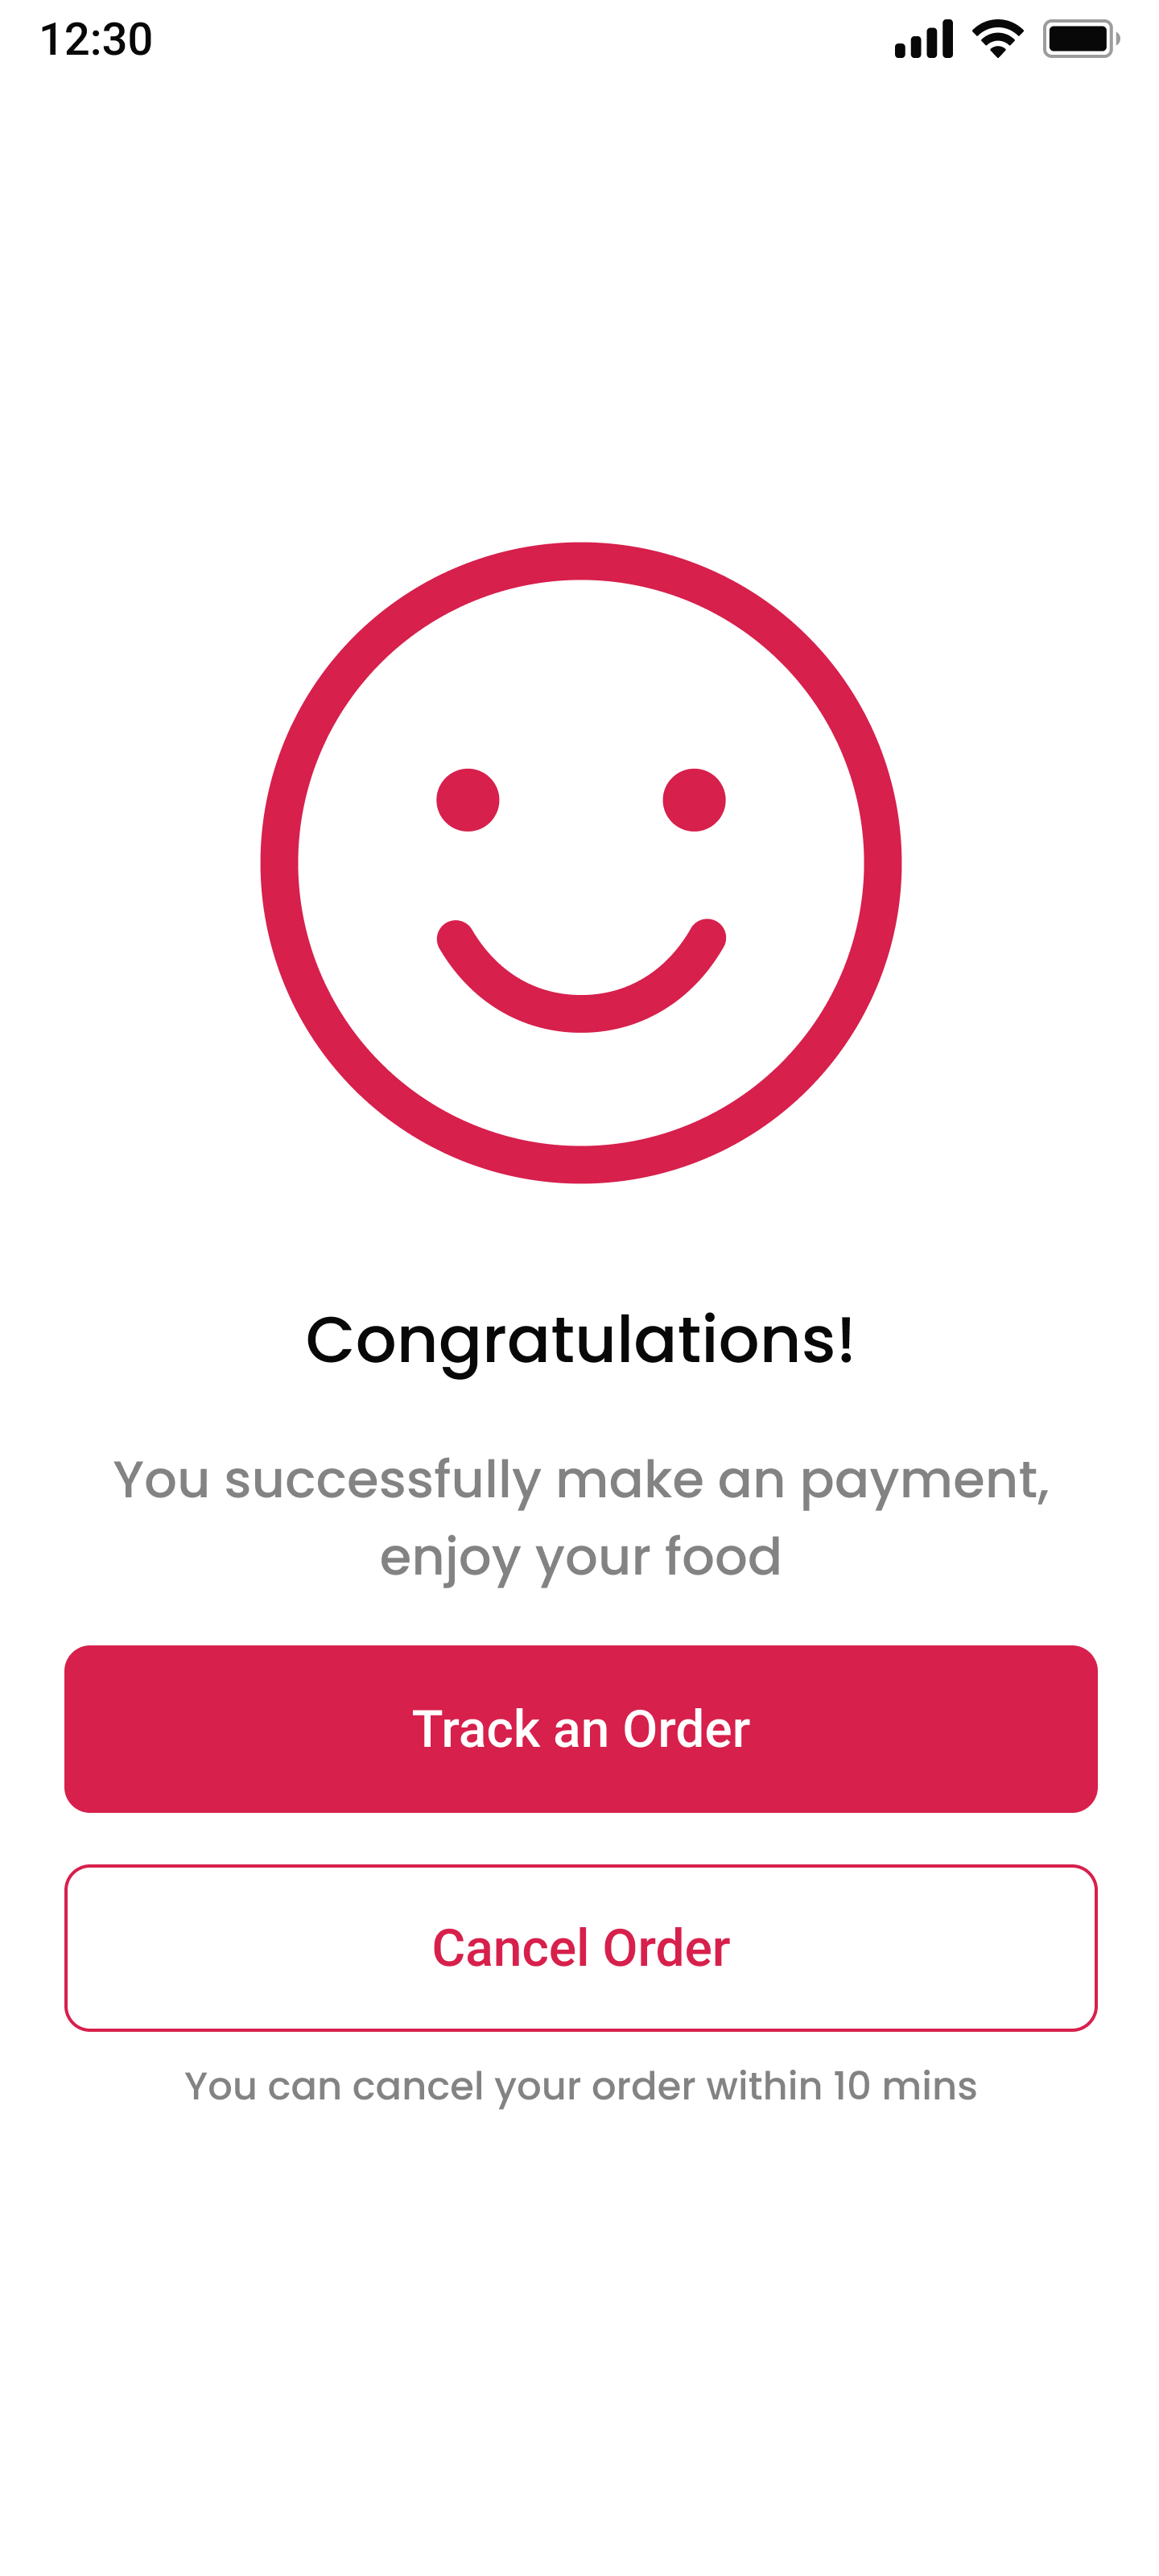 12:30
Congratulations!
You successfully make an payment,
enjoy your food
Track an Order
Cancel Order
You can cancel your order within 10 mins